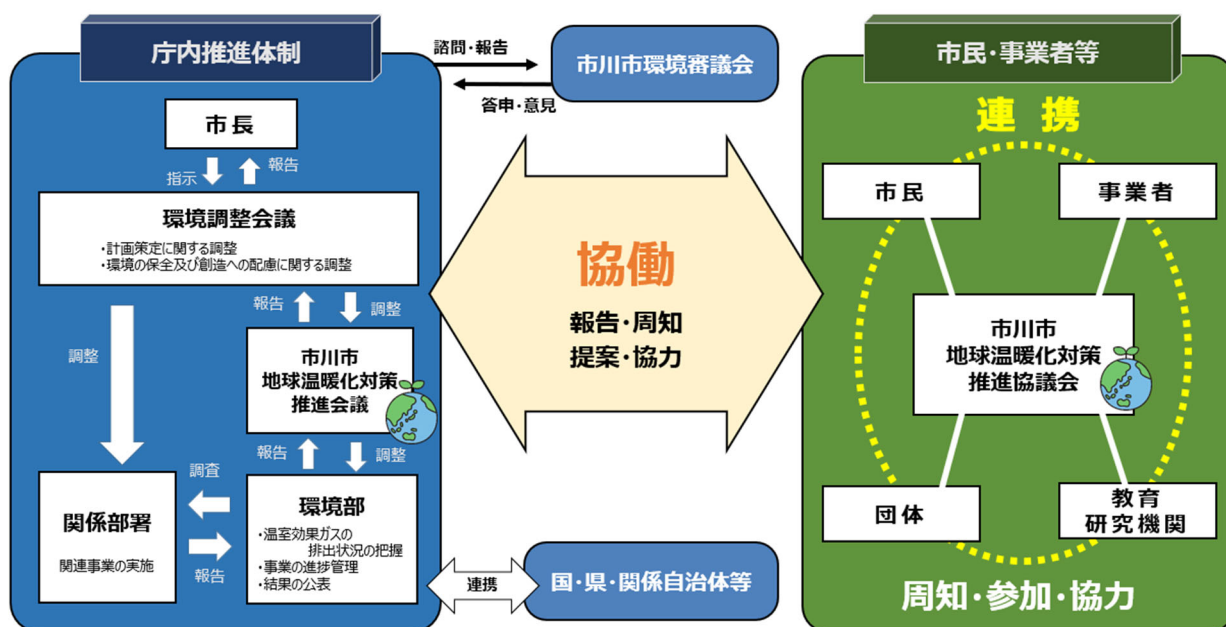 庁内推進体制
市長
指示
報告
環境調整会議
・計画策定に関する調整
・環境の保全及び創造への配慮に関する調整
報告
調整
調整
市川市
地球温暖化対策
推進会議
報告
調整
調査
関係部署
関連事業の実施
報告
環境部
・温室効果ガスの
排出状況の把握
・事業の進捗管理
・結果の公表
諮問・報告
答申・意見
市川市環境審議会
協働
報告・周知
提案・協力
連携
国・県・関係自治体等
市民・事業者等
連携
市民
事業者
市川市
地球温暖化対策
推進協議会
団体
教育
研究機関
周知・参加・協力